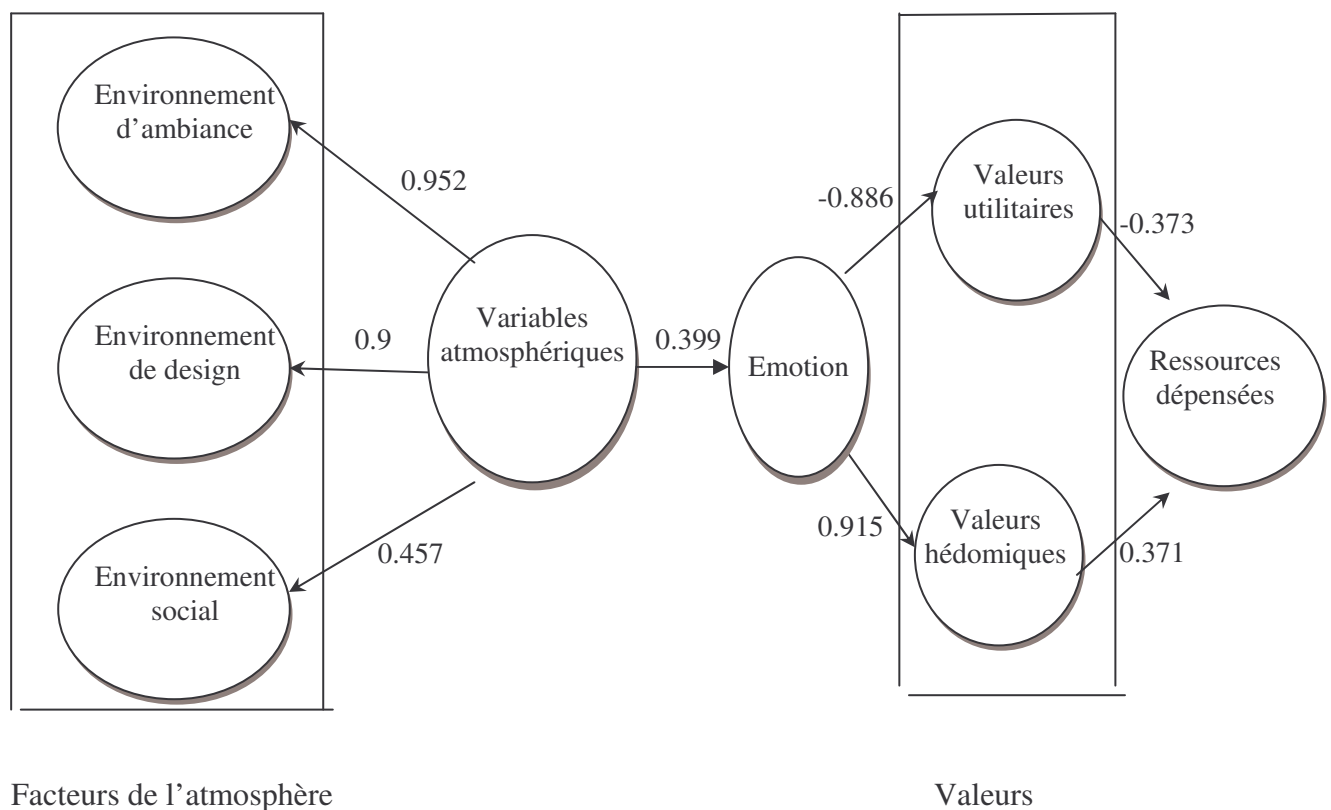 Environnement
d’ambiance
0.952
Environnement
de design
0.9
Variables
atmosphériques
0.399
Emotion
Environnement
social
0.457
-0.886
Valeurs
utilitaires
-0.373
0.915
Valeurs
hédomiques
0.371
Ressources
dépensées
Facteurs de l’atmosphère
Valeurs